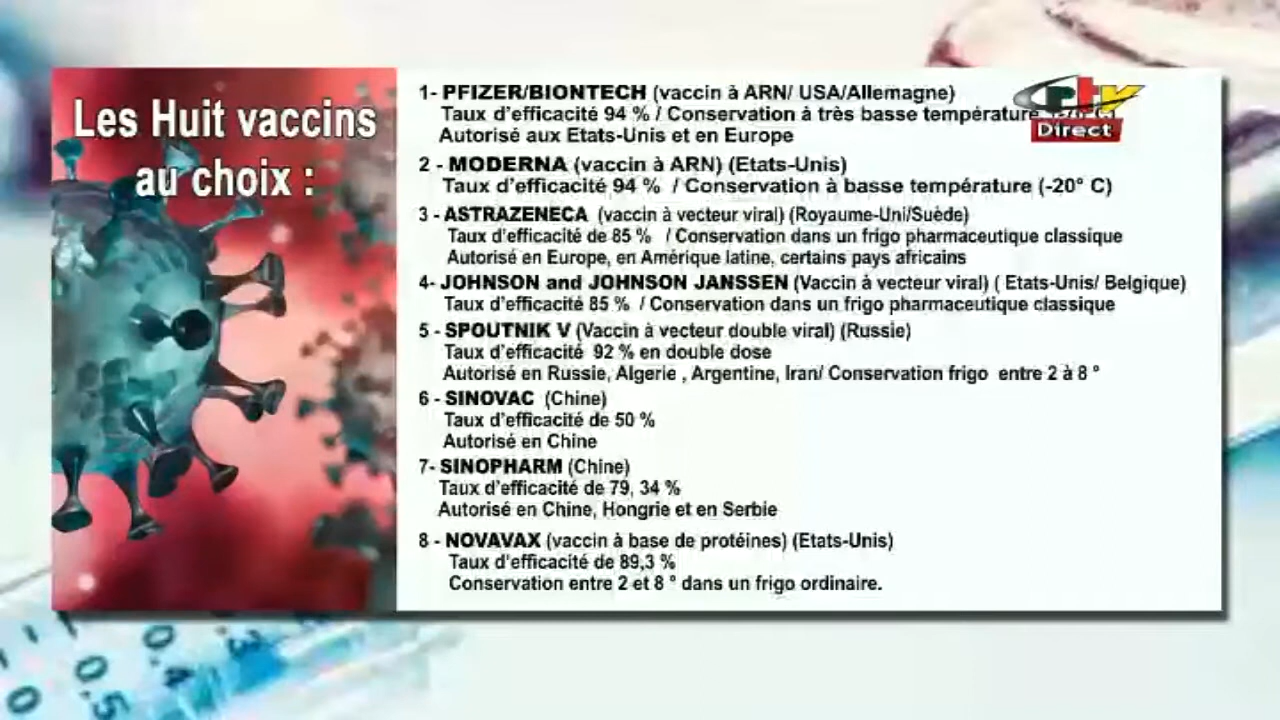 Les Huit vaccins
au choix :
1- PFIZER/BIONTECH (vaccin à ARN/ USA/Allemagne)
Taux d'efficacité 94 % / Conservation à très basse température
Autorisé aux Etats-Unis et en Europe
2 - MODERNA (vaccin à ARN) (Etats-Unis)
Taux d'efficacité 94 % / Conservation à basse température (-20° C)
3 - ASTRAZENECA (vaccin à vecteur viral) (Royaume-Uni/Suède)
Taux d'efficacité de 85 % / Conservation dans un frigo pharmaceutique classique
Autorisé en Europe, en Amérique latine, certains pays africains
4- JOHNSON and JOHNSON JANSSEN (Vaccin à vecteur viral) ( Etats-Unis/ Belgique)
Taux d'efficacité 85 % / Conservation dans un frigo pharmaceutique classique
5 - SPOUTNIK V (Vaccin à vecteur double viral) (Russie)
Taux d'efficacité 92 % en double dose
Autorisé en Russie, Algerie , Argentine, Iran/ Conservation frigo entre 2 à 8 °
6 - SINOVAC (Chine)
Taux d'efficacité de 50 %
Autorisé en Chine
7- SINOPHARM (Chine)
Taux d'efficacité de 79, 34 %
Autorisé en Chine, Hongrie et en Serbie
8 - NOVAVAX (vaccin à base de protéines) (Etats-Unis)
Taux d'efficacité de 89,3 %
Conservation entre 2 et 8 ° dans un frigo ordinaire.
crtv
Direct
0.3
0.4
0.5